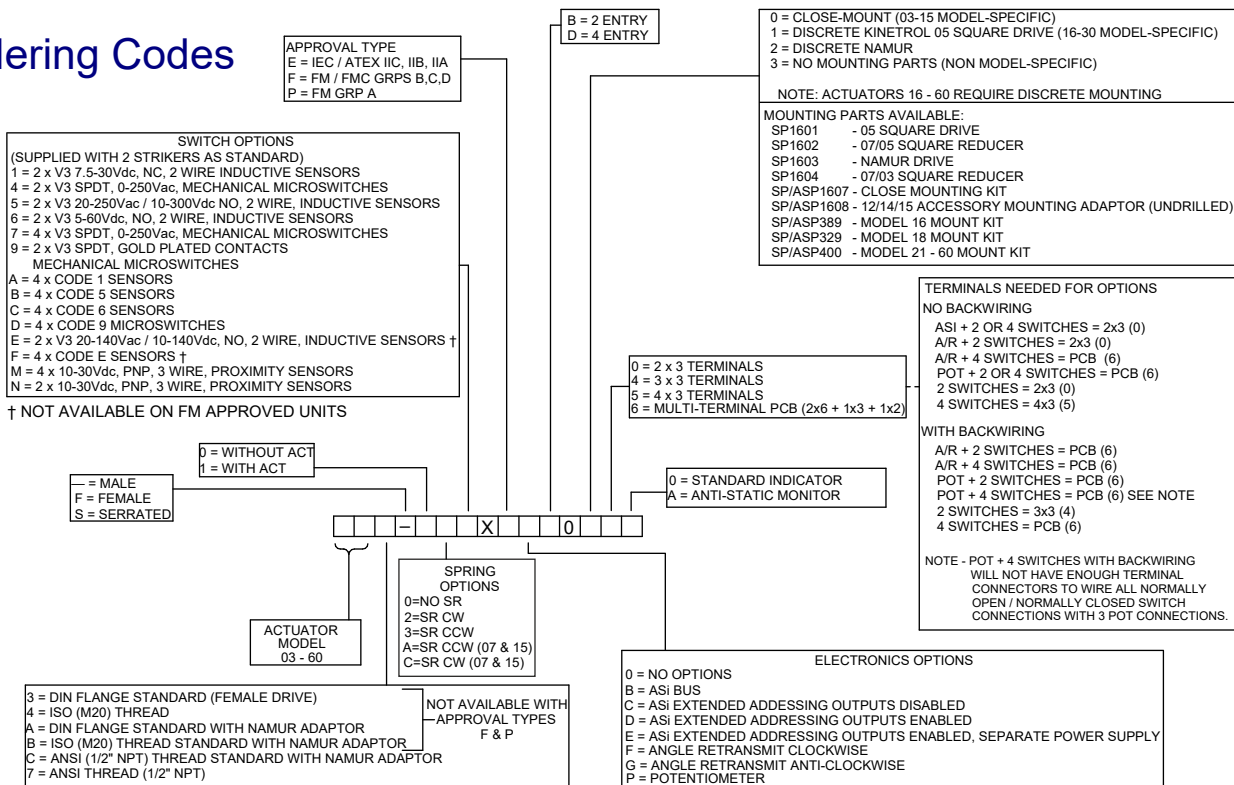 dering Codes
APPROVAL TYPE
E = IEC / ATEX IIC, IIB, IIA
F = FM / FMC GRPS B,C,D
P = FM GRP A
B = 2 ENTRY
D = 4 ENTRY
0 = CLOSE-MOUNT (03-15 MODEL-SPECIFIC)
1 = DISCRETE KINETROL 05 SQUARE DRIVE (16-30 MODEL-SPECIFIC)
2 = DISCRETE NAMUR
3 = NO MOUNTING PARTS (NON MODEL-SPECIFIC)
NOTE: ACTUATORS 16 - 60 REQUIRE DISCRETE MOUNTING
MOUNTING PARTS AVAILABLE:
SP1601 - 05 SQUARE DRIVE
SP1602 - 07/05 SQUARE REDUCER
SP1603 - NAMUR DRIVE
SP1604 - 07/03 SQUARE REDUCER
SP/ASP1607 - CLOSE MOUNTING KIT
SP/ASP1608 - 12/14/15 ACCESSORY MOUNTING ADAPTOR (UNDRILLED)
SP/ASP389 - MODEL 16 MOUNT KIT
SP/ASP329 - MODEL 18 MOUNT KIT
SP/ASP400 - MODEL 21 - 60 MOUNT KIT
SWITCH OPTIONS
(SUPPLIED WITH 2 STRIKERS AS STANDARD)
1 = 2 x V3 7.5-30Vdc, NC, 2 WIRE INDUCTIVE SENSORS
4 = 2 x V3 SPDT, 0-250Vac, MECHANICAL MICROSWITCHES
5 = 2 x V3 20-250Vac / 10-300Vdc NO, 2 WIRE, INDUCTIVE SENSORS
6 = 2 x V3 5-60Vdc, NO, 2 WIRE, INDUCTIVE SENSORS
7 = 4 x V3 SPDT, 0-250Vac, MECHANICAL MICROSWITCHES
9 = 2 x V3 SPDT, GOLD PLATED CONTACTS
MECHANICAL MICROSWITCHES
A = 4 x CODE 1 SENSORS
B = 4 x CODE 5 SENSORS
C = 4 x CODE 6 SENSORS
D = 4 x CODE 9 MICROSWITCHES
E = 2 x V3 20-140Vac / 10-140Vdc, NO, 2 WIRE, INDUCTIVE SENSORS †
F = 4 x CODE E SENSORS †
M = 4 x 10-30Vdc, PNP, 3 WIRE, PROXIMITY SENSORS
N = 2 x 10-30Vdc, PNP, 3 WIRE, PROXIMITY SENSORS
† NOT AVAILABLE ON FM APPROVED UNITS
TERMINALS NEEDED FOR OPTIONS
NO BACKWIRING
ASI + 2 OR 4 SWITCHES = 2x3 (0)
A/R + 2 SWITCHES = 2x3 (0)
A/R + 4 SWITCHES = PCB (6)
POT + 2 OR 4 SWITCHES = PCB (6)
2 SWITCHES = 2x3 (0)
4 SWITCHES = 4x3 (5)
WITH BACKWIRING
A/R + 2 SWITCHES = PCB (6)
A/R + 4 SWITCHES = PCB (6)
POT + 2 SWITCHES = PCB (6)
POT + 4 SWITCHES = PCB (6) SEE NOTE
2 SWITCHES = 3x3 (4)
4 SWITCHES = PCB (6)
NOTE - POT + 4 SWITCHES WITH BACKWIRING
WILL NOT HAVE ENOUGH TERMINAL
CONNECTORS TO WIRE ALL NORMALLY
OPEN / NORMALLY CLOSED SWITCH
CONNECTIONS WITH 3 POT CONNECTIONS.
0 = 2 x 3 TERMINALS
4 = 3 x 3 TERMINALS
5 = 4 x 3 TERMINALS
6 = MULTI-TERMINAL PCB (2x6 + 1x3 + 1x2)
0 = WITHOUT ACT
1 = WITH ACT
— = MALE
F = FEMALE
S = SERRATED
0 = STANDARD INDICATOR
A = ANTI-STATIC MONITOR
– X 0
SPRING
OPTIONS
0=NO SR
2=SR CW
3=SR CCW
A=SR CCW (07 & 15)
C=SR CW (07 & 15)
ACTUATOR
MODEL
03 - 60
3 = DIN FLANGE STANDARD (FEMALE DRIVE)
4 = ISO (M20) THREAD
A = DIN FLANGE STANDARD WITH NAMUR ADAPTOR
B = ISO (M20) THREAD STANDARD WITH NAMUR ADAPTOR
C = ANSI (1/2" NPT) THREAD STANDARD WITH NAMUR ADAPTOR
7 = ANSI THREAD (1/2" NPT)
NOT AVAILABLE WITH
APPROVAL TYPES
F & P
ELECTRONICS OPTIONS
0 = NO OPTIONS
B = ASi BUS
C = ASi EXTENDED ADDESSING OUTPUTS DISABLED
D = ASi EXTENDED ADDRESSING OUTPUTS ENABLED
E = ASi EXTENDED ADDRESSING OUTPUTS ENABLED, SEPARATE POWER SUPPLY
F = ANGLE RETRANSMIT CLOCKWISE
G = ANGLE RETRANSMIT ANTI-CLOCKWISE
P = POTENTIOMETER